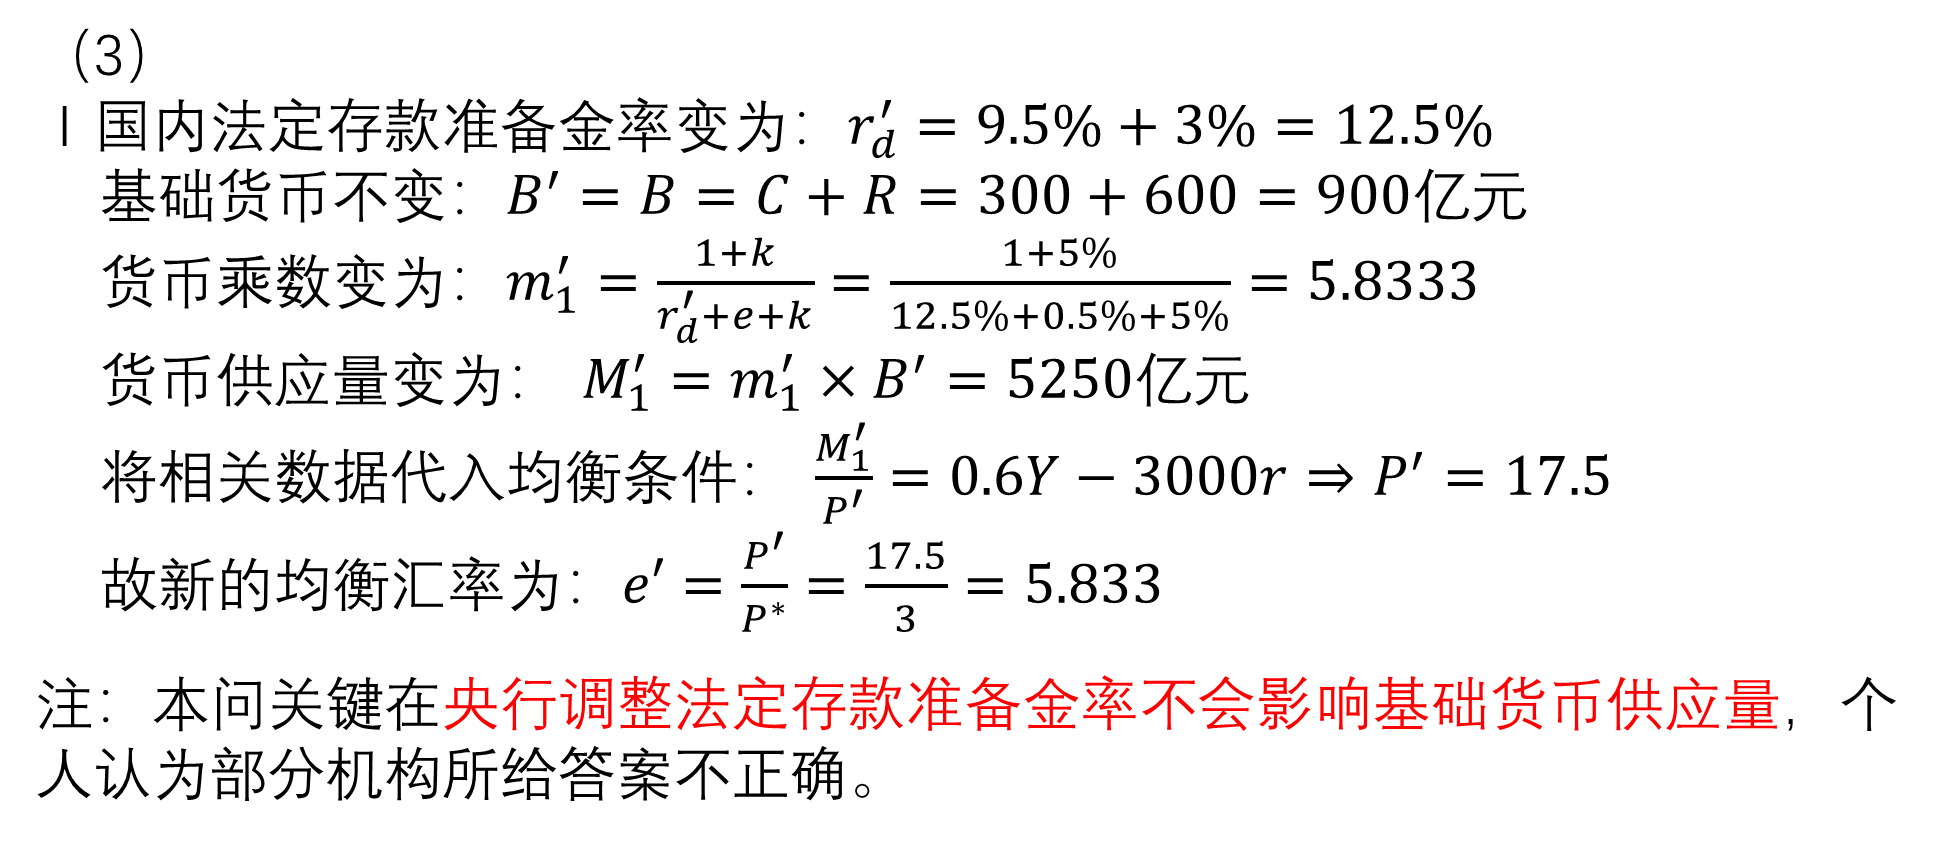 (3)
l 国内法定存款准备金率变为：r_d′ = 9.5% + 3% = 12.5%
基础货币不变：B′ = B = C + R = 300 + 600 = 900亿元
货币乘数变为：m₁′ = (1+k)/(r_d′+e+k) = (1+5%)/(12.5%+0.5%+5%) = 5.8333
货币供应量变为： M₁′ = m₁′ × B′ = 5250亿元
将相关数据代入均衡条件： M₁′/P′ = 0.6Y − 3000r ⇒ P′ = 17.5
故新的均衡汇率为：e′ = P′/P* = 17.5/3 = 5.833
注：本问关键在央行调整法定存款准备金率不会影响基础货币供应量，个
人认为部分机构所给答案不正确。